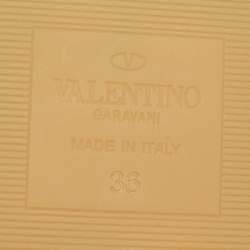 V
VALENTINO
GARAVANI
MADE IN ITALY
36